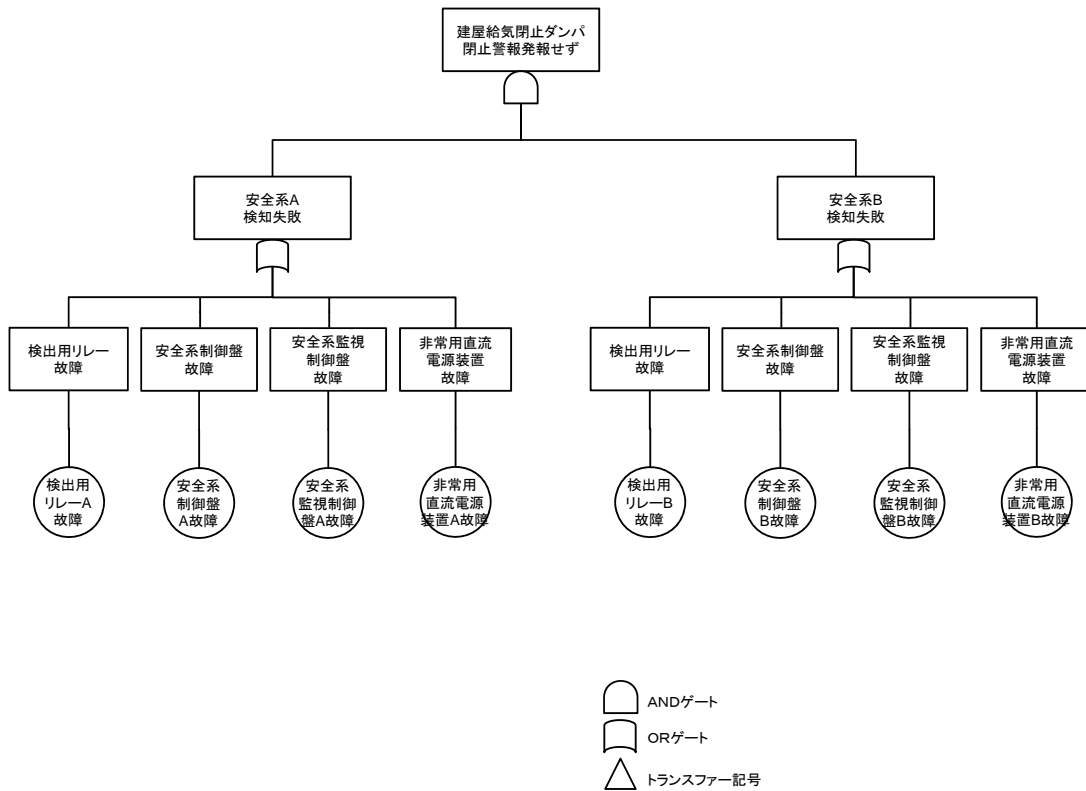 建屋給気閉止ダンパ
閉止警報発報せず
安全系A
検知失敗
安全系B
検知失敗
検出用リレー
故障
安全系制御盤
故障
安全系監視
制御盤
故障
非常用直流
電源装置
故障
検出用リレー
故障
安全系制御盤
故障
安全系監視
制御盤
故障
非常用直流
電源装置
故障
検出用
リレーA
故障
安全系
制御盤
A故障
安全系
監視制御
盤A故障
非常用
直流電源
装置A故障
検出用
リレーB
故障
安全系
制御盤
B故障
安全系
監視制御
盤B故障
非常用
直流電源
装置B故障
ANDゲート
ORゲート
トランスファー記号